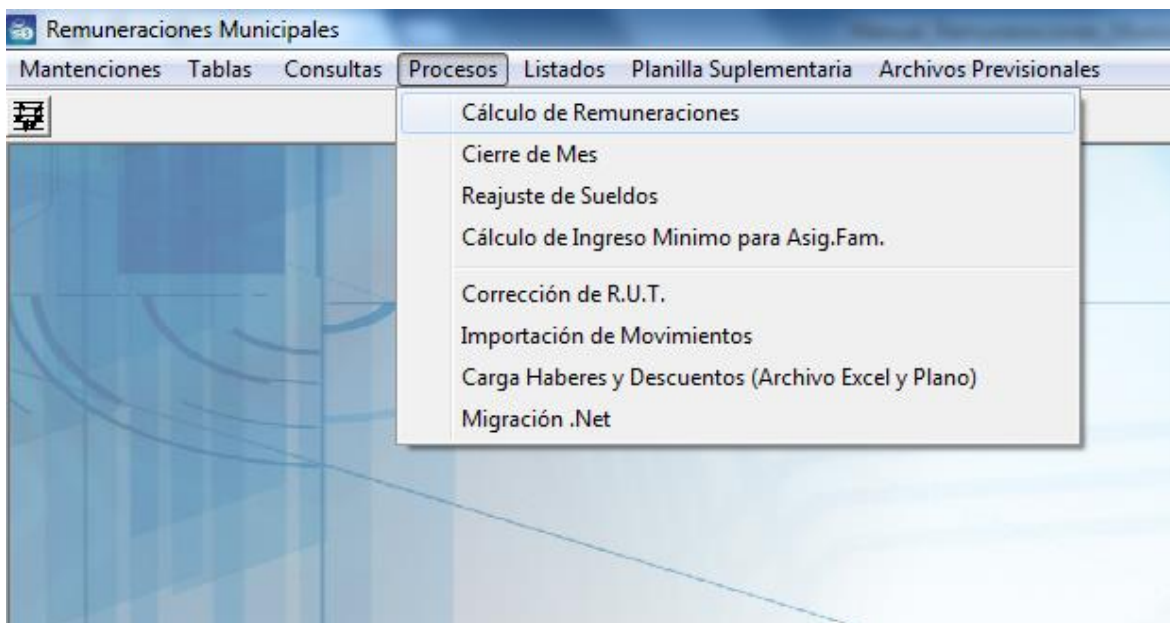 Remuneraciones Municipales
Mantenciones Tablas Consultas Procesos Listados Planilla Suplementaria Archivos Previsionales
Cálculo de Remuneraciones
Cierre de Mes
Reajuste de Sueldos
Cálculo de Ingreso Minimo para Asig.Fam.
Corrección de R.U.T.
Importación de Movimientos
Carga Haberes y Descuentos (Archivo Excel y Plano)
Migración .Net